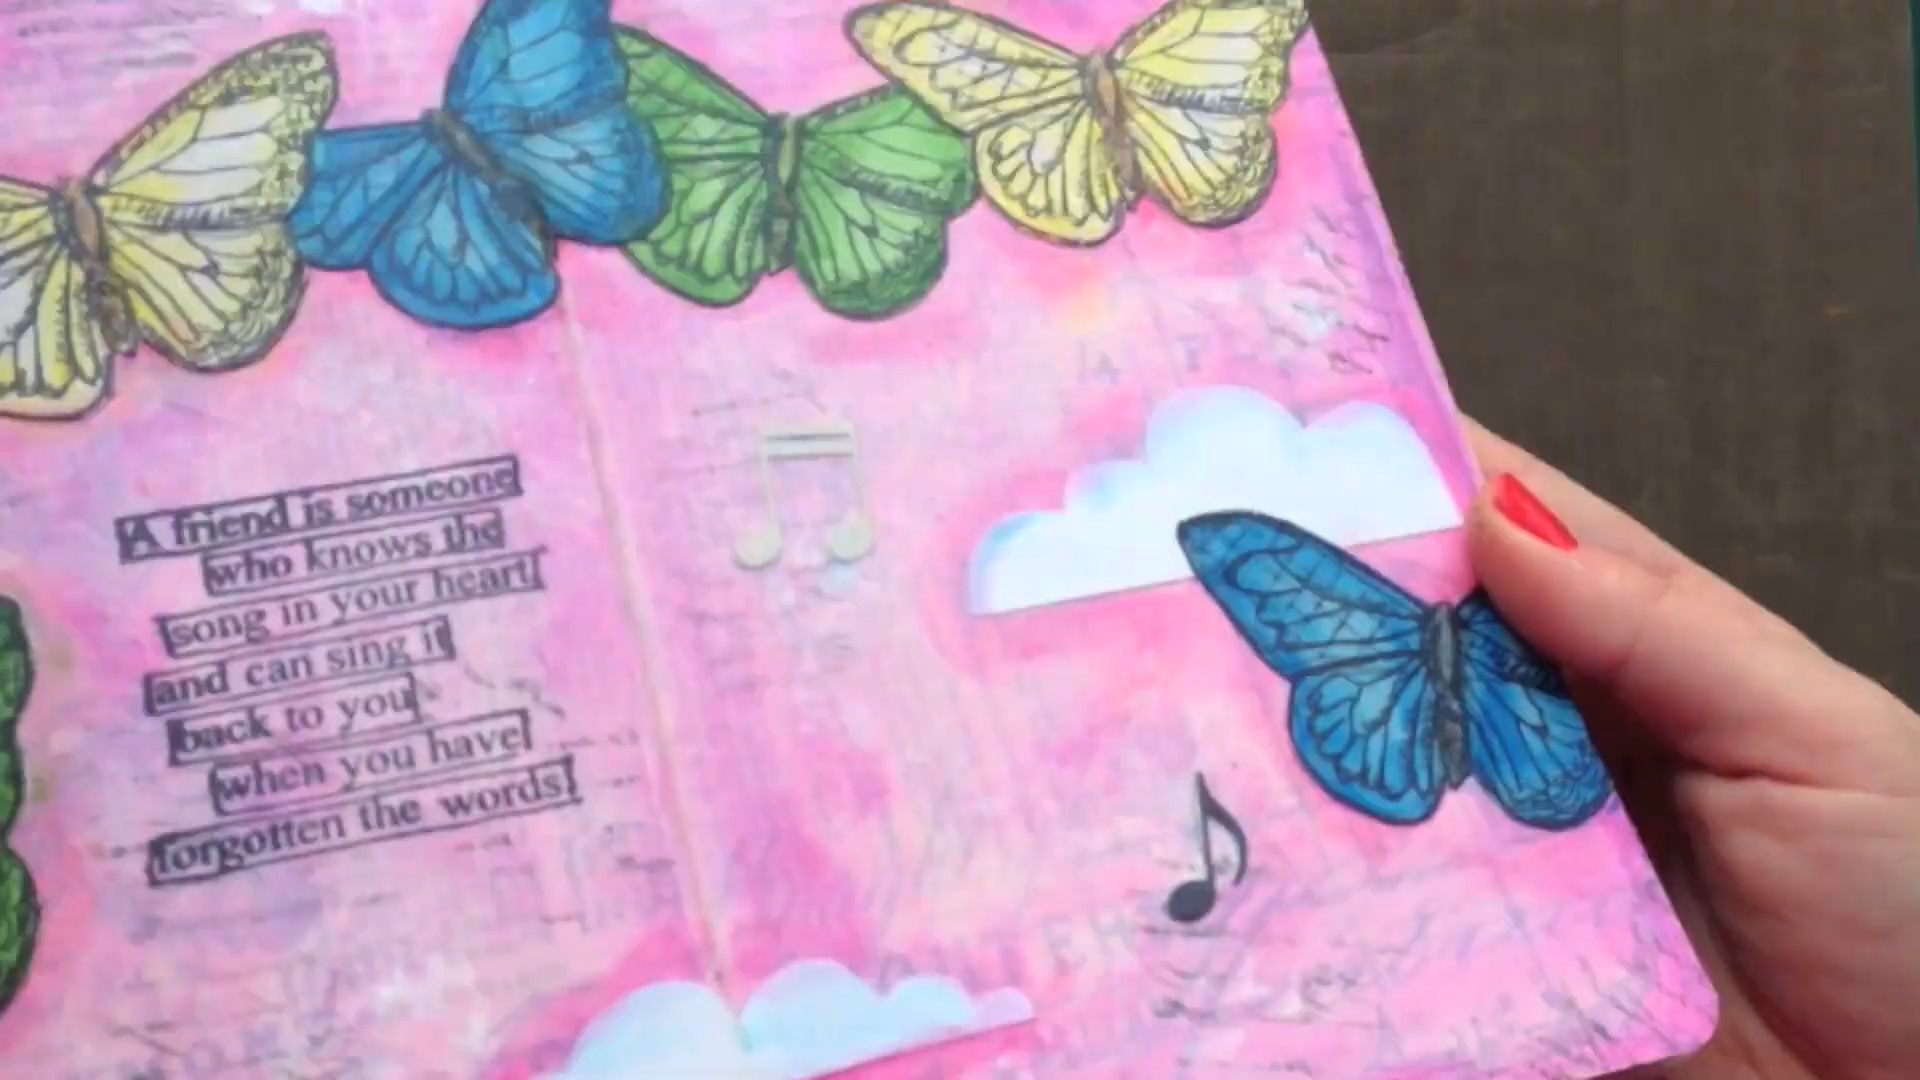 A friend is someone
who knows the
song in your heart
and can sing it
back to you
when you have
forgotten the words.